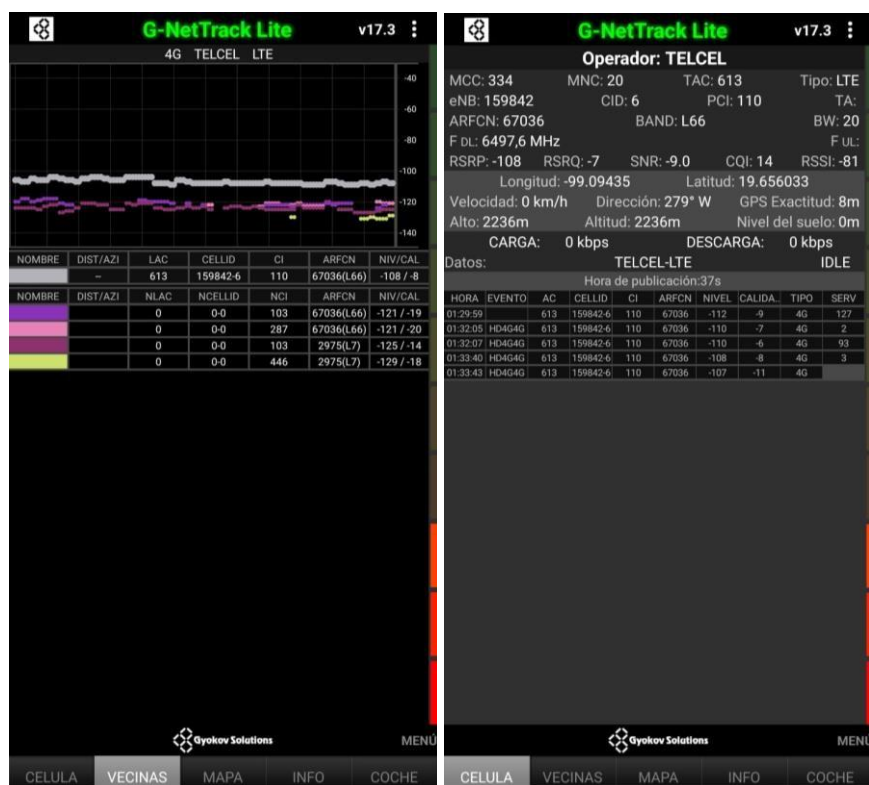 G-NetTrack Lite v17.3
4G TELCEL LTE
-40
-60
-80
-100
-120
-140
NOMBRE DIST/AZI LAC CELLID CI ARFCN NIV/CAL
-- 613 159842-6 110 67036(L66) -108 / -8
NOMBRE DIST/AZI NLAC NCELLID NCI ARFCN NIV/CAL
0 0-0 103 67036(L66) -121 / -19
0 0-0 287 67036(L66) -121 / -20
0 0-0 103 2975(L7) -125 / -14
0 0-0 446 2975(L7) -129 / -18
Gyokov Solutions MENÚ
CELULA VECINAS MAPA INFO COCHE
G-NetTrack Lite v17.3
Operador: TELCEL
MCC: 334 MNC: 20 TAC: 613 Tipo: LTE
eNB: 159842 CID: 6 PCI: 110 TA:
ARFCN: 67036 BAND: L66 BW: 20
F DL: 6497,6 MHz F UL:
RSRP: -108 RSRQ: -7 SNR: -9.0 CQI: 14 RSSI: -81
Longitud: -99.09435 Latitud: 19.656033
Velocidad: 0 km/h Dirección: 279° W GPS Exactitud: 8m
Alto: 2236m Altitud: 2236m Nivel del suelo: 0m
CARGA: 0 kbps DESCARGA: 0 kbps
Datos: TELCEL-LTE IDLE
Hora de publicación:37s
HORA EVENTO AC CELLID CI ARFCN NIVEL CALIDA.. TIPO SERV
01:29:59 613 159842-6 110 67036 -112 -9 4G 127
01:32:05 HD4G4G 613 159842-6 110 67036 -110 -7 4G 2
01:32:07 HD4G4G 613 159842-6 110 67036 -110 -6 4G 93
01:33:40 HD4G4G 613 159842-6 110 67036 -108 -8 4G 3
01:33:43 HD4G4G 613 159842-6 110 67036 -107 -11 4G
Gyokov Solutions MENÚ
CELULA VECINAS MAPA INFO COCHE